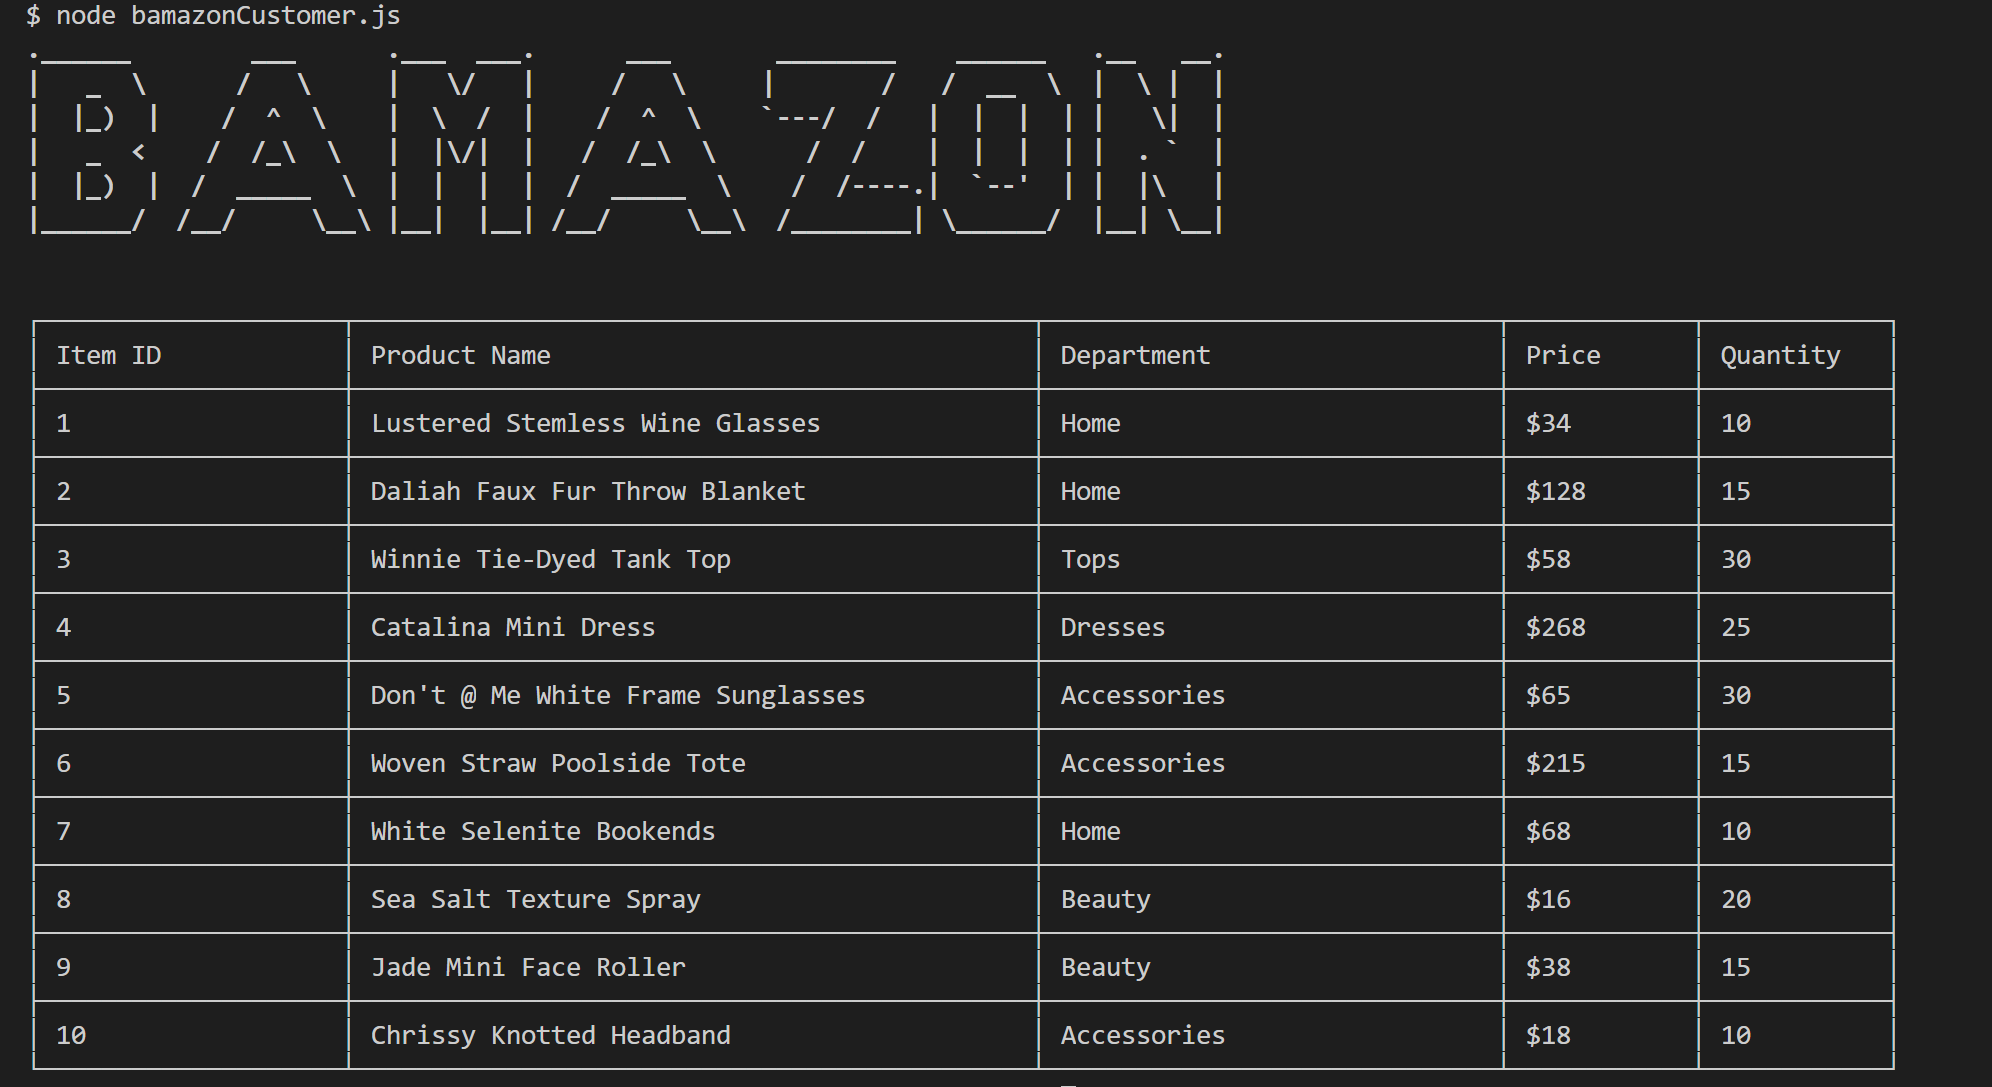 $ node bamazonCustomer.js
BAMAZON
Item ID Product Name Department Price Quantity
1 Lustered Stemless Wine Glasses Home $34 10
2 Daliah Faux Fur Throw Blanket Home $128 15
3 Winnie Tie-Dyed Tank Top Tops $58 30
4 Catalina Mini Dress Dresses $268 25
5 Don't @ Me White Frame Sunglasses Accessories $65 30
6 Woven Straw Poolside Tote Accessories $215 15
7 White Selenite Bookends Home $68 10
8 Sea Salt Texture Spray Beauty $16 20
9 Jade Mini Face Roller Beauty $38 15
10 Chrissy Knotted Headband Accessories $18 10